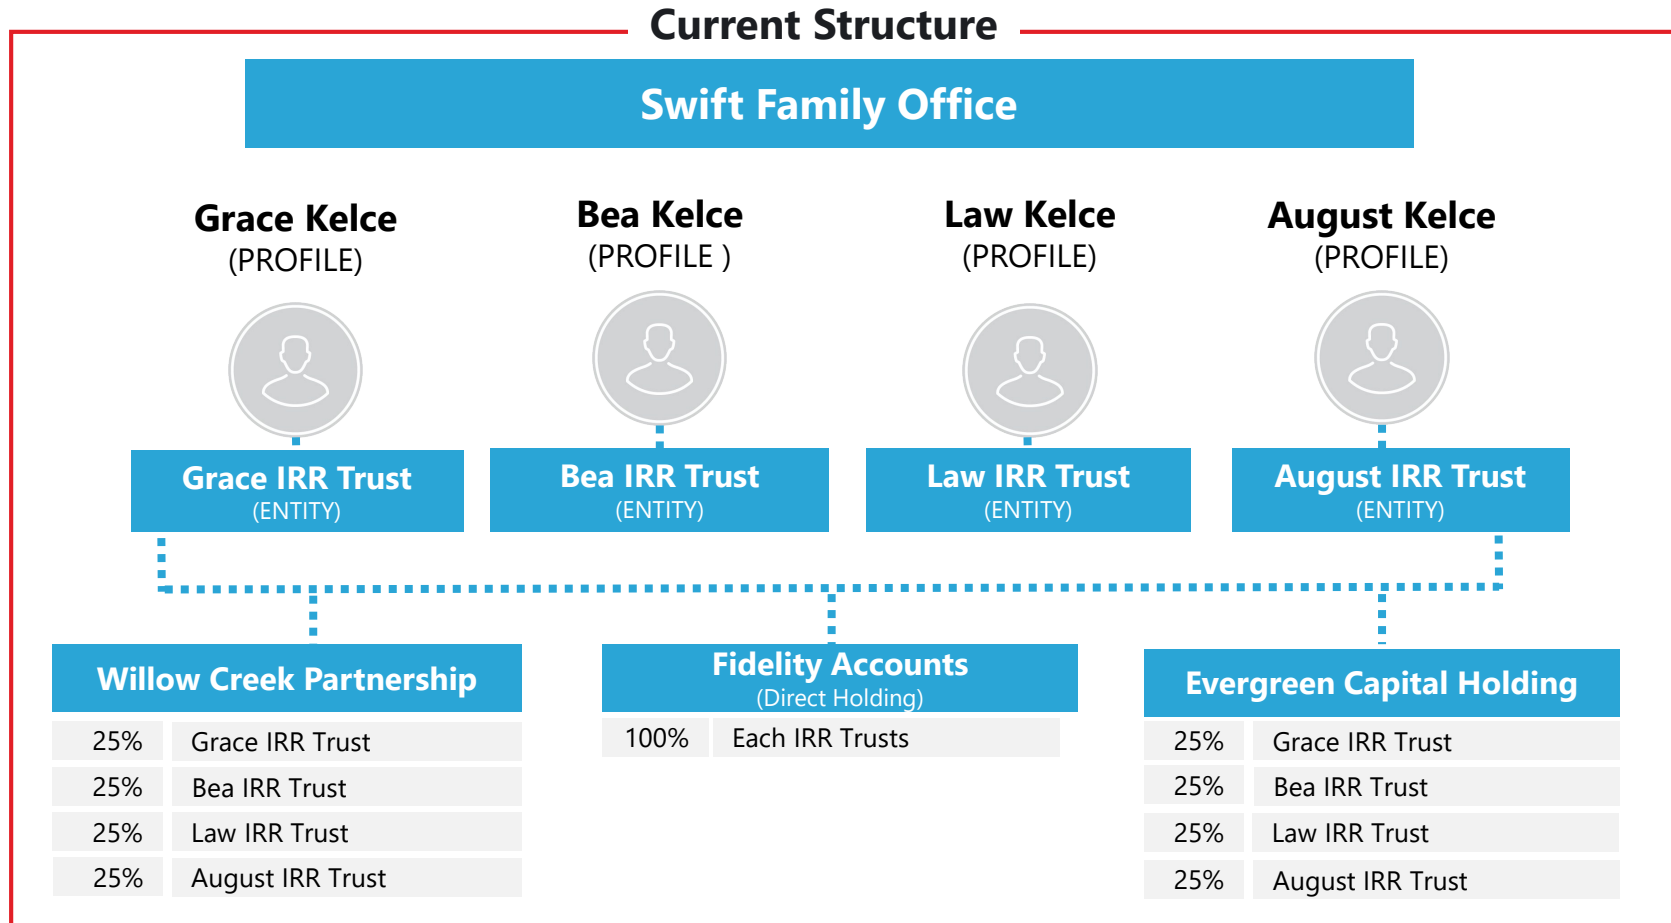 Current Structure
Swift Family Office
Grace Kelce
(PROFILE)
Bea Kelce
(PROFILE )
Law Kelce
(PROFILE)
August Kelce
(PROFILE)
Grace IRR Trust
(ENTITY)
Bea IRR Trust
(ENTITY)
Law IRR Trust
(ENTITY)
August IRR Trust
(ENTITY)
Willow Creek Partnership
25% Grace IRR Trust
25% Bea IRR Trust
25% Law IRR Trust
25% August IRR Trust
Fidelity Accounts
(Direct Holding)
100% Each IRR Trusts
Evergreen Capital Holding
25% Grace IRR Trust
25% Bea IRR Trust
25% Law IRR Trust
25% August IRR Trust